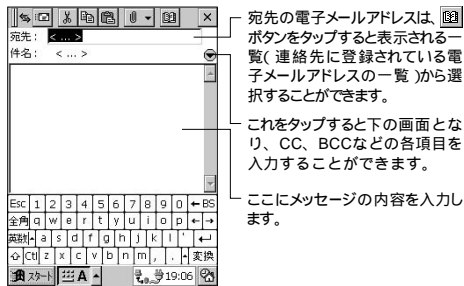 宛先: < ... >
件名: < ... >
Esc 1 2 3 4 5 6 7 8 9 0 ←BS
全角 q w e r t y u i o p ← →
英数 a s d f g h j k l ↵
Ctl z x c v b n m , . 変換
スタート A 19:06
宛先の電子メールアドレスは、
ボタンをタップすると表示される一
覧(連絡先に登録されている電
子メールアドレスの一覧)から選
択することができます。
これをタップすると下の画面とな
り、CC、BCCなどの各項目を
入力することができます。
ここにメッセージの内容を入力し
ます。